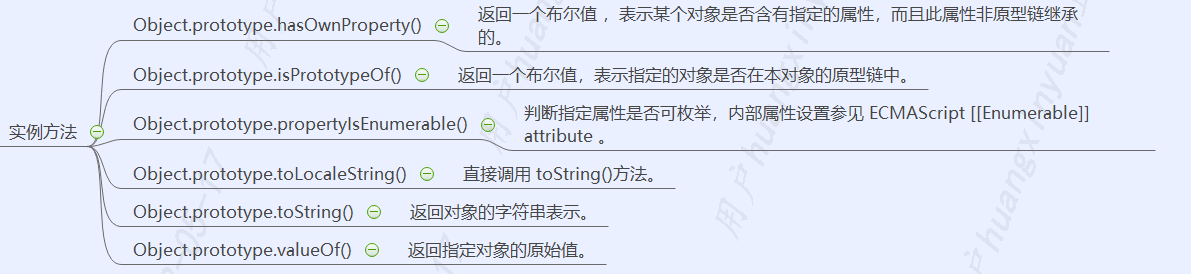 实例方法
Object.prototype.hasOwnProperty()
返回一个布尔值 ，表示某个对象是否含有指定的属性，而且此属性非原型链继承
的。
Object.prototype.isPrototypeOf()
返回一个布尔值，表示指定的对象是否在本对象的原型链中。
Object.prototype.propertyIsEnumerable()
判断指定属性是否可枚举，内部属性设置参见 ECMAScript [[Enumerable]]
attribute 。
Object.prototype.toLocaleString()
直接调用 toString()方法。
Object.prototype.toString()
返回对象的字符串表示。
Object.prototype.valueOf()
返回指定对象的原始值。